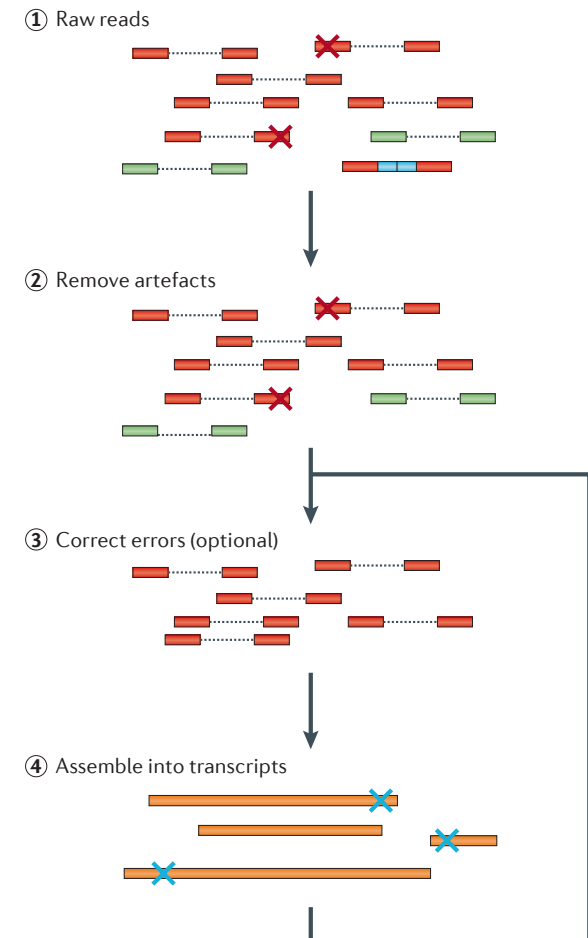 ① Raw reads
② Remove artefacts
③ Correct errors (optional)
④ Assemble into transcripts